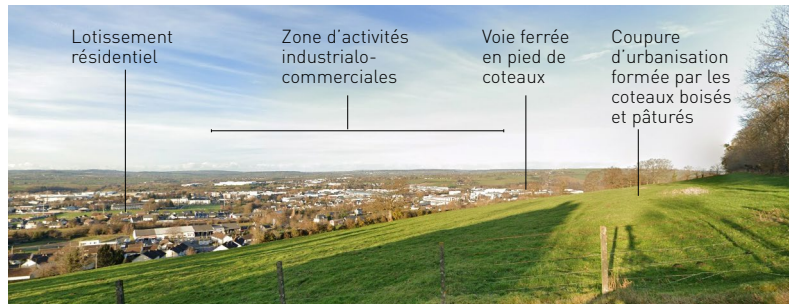 Lotissement
résidentiel
Zone d'activités
industrialo-
commerciales
Voie ferrée
en pied de
coteaux
Coupure
d'urbanisation
formée par les
coteaux boisés
et pâturés